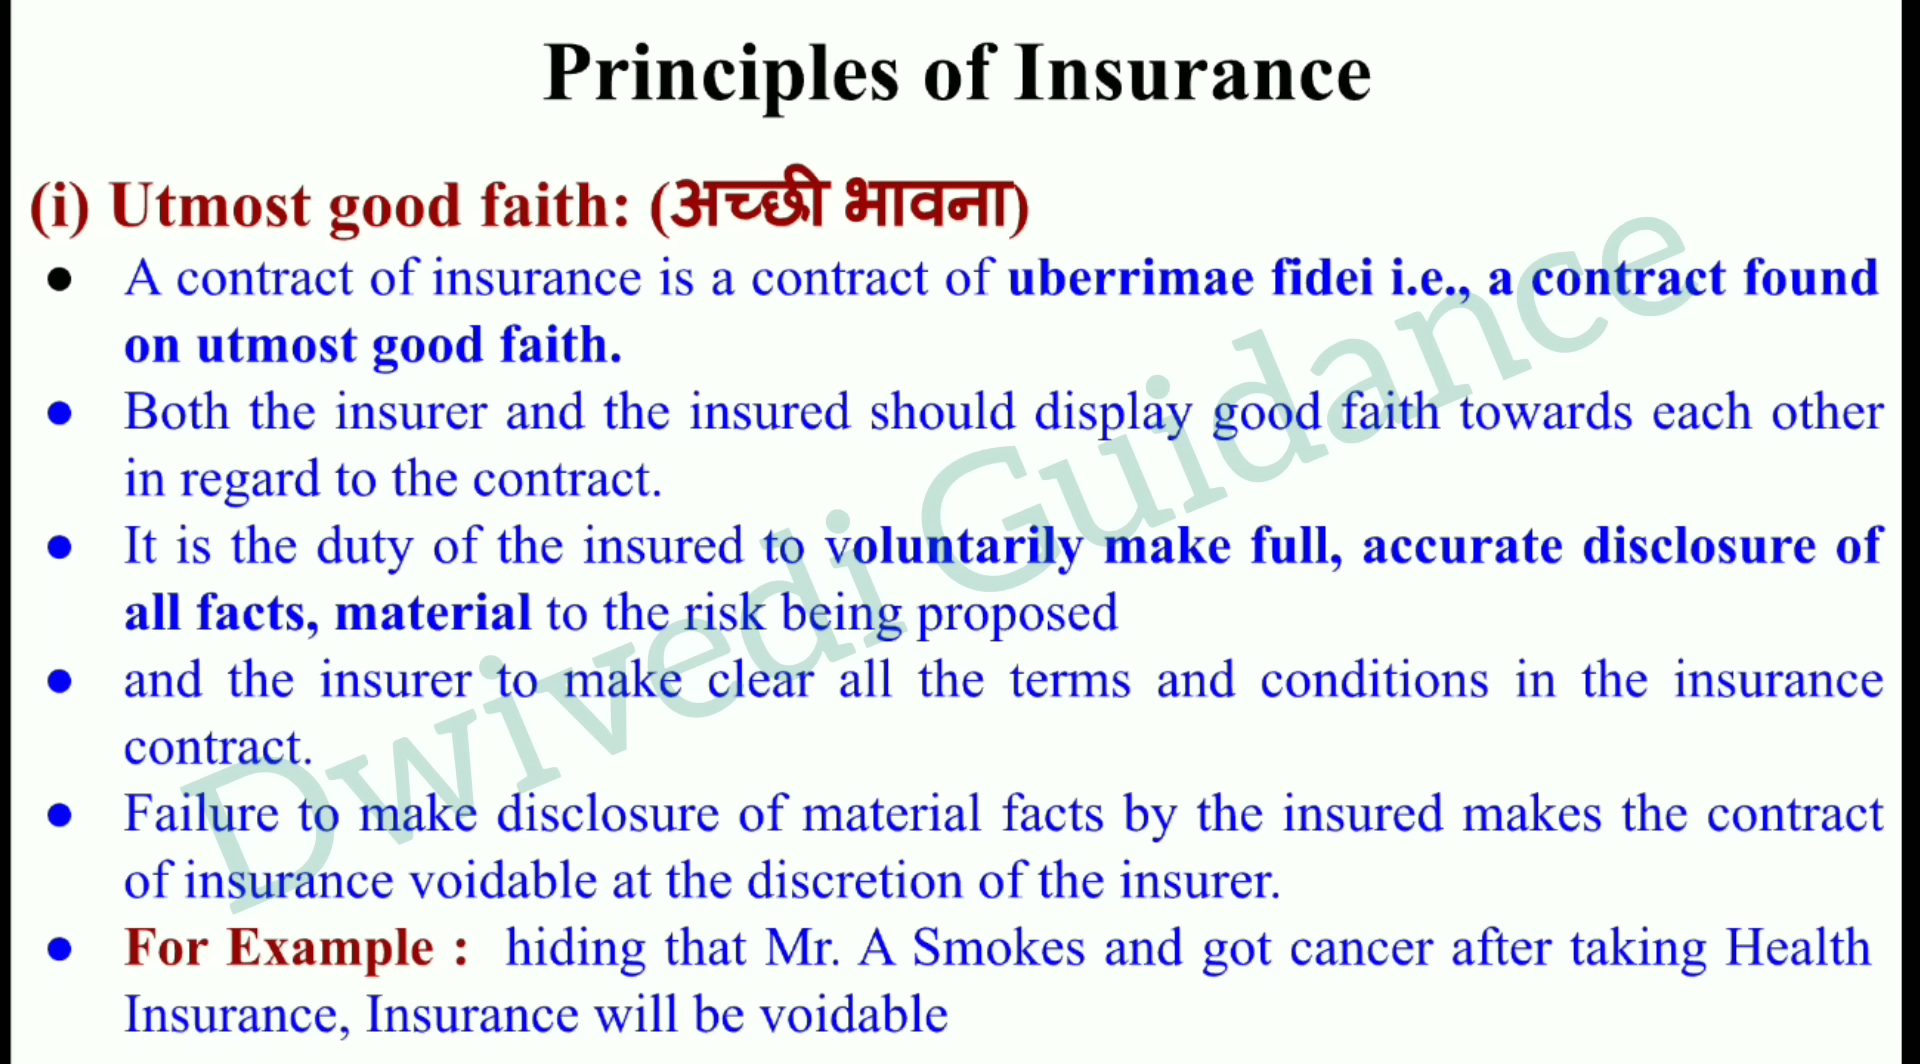 Principles of Insurance
(i) Utmost good faith: (अच्छी भावना)
● A contract of insurance is a contract of uberrimae fidei i.e., a contract found
on utmost good faith.
● Both the insurer and the insured should display good faith towards each other
in regard to the contract.
● It is the duty of the insured to voluntarily make full, accurate disclosure of
all facts, material to the risk being proposed
● and the insurer to make clear all the terms and conditions in the insurance
contract.
● Failure to make disclosure of material facts by the insured makes the contract
of insurance voidable at the discretion of the insurer.
● For Example : hiding that Mr. A Smokes and got cancer after taking Health
Insurance, Insurance will be voidable
Dwivedi Guidance